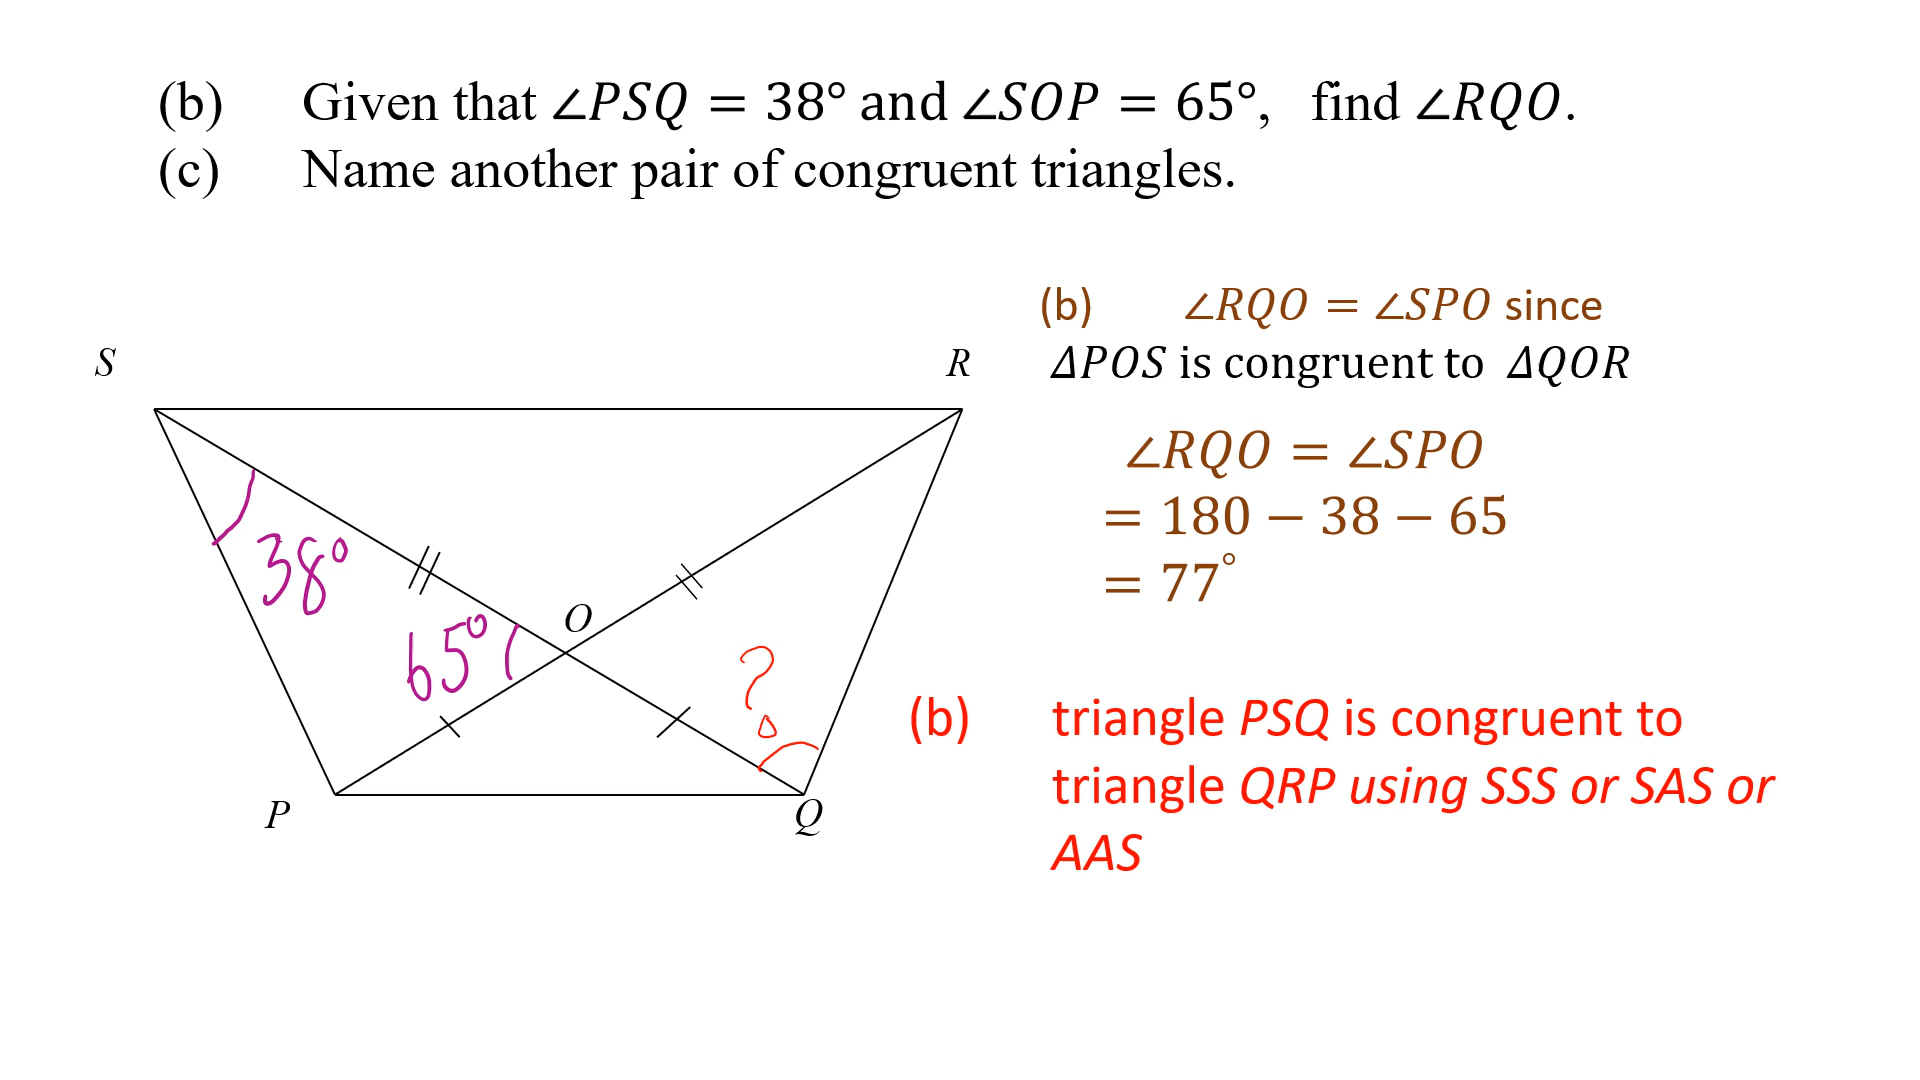 (b) Given that ∠PSQ = 38° and ∠SOP = 65°, find ∠RQO.
(c) Name another pair of congruent triangles.
(b) ∠RQO = ∠SPO since
ΔPOS is congruent to ΔQOR
∠RQO = ∠SPO
= 180 − 38 − 65
= 77°
S
R
38°
65°
O
?
P
Q
(b) triangle PSQ is congruent to
triangle QRP using SSS or SAS or
AAS